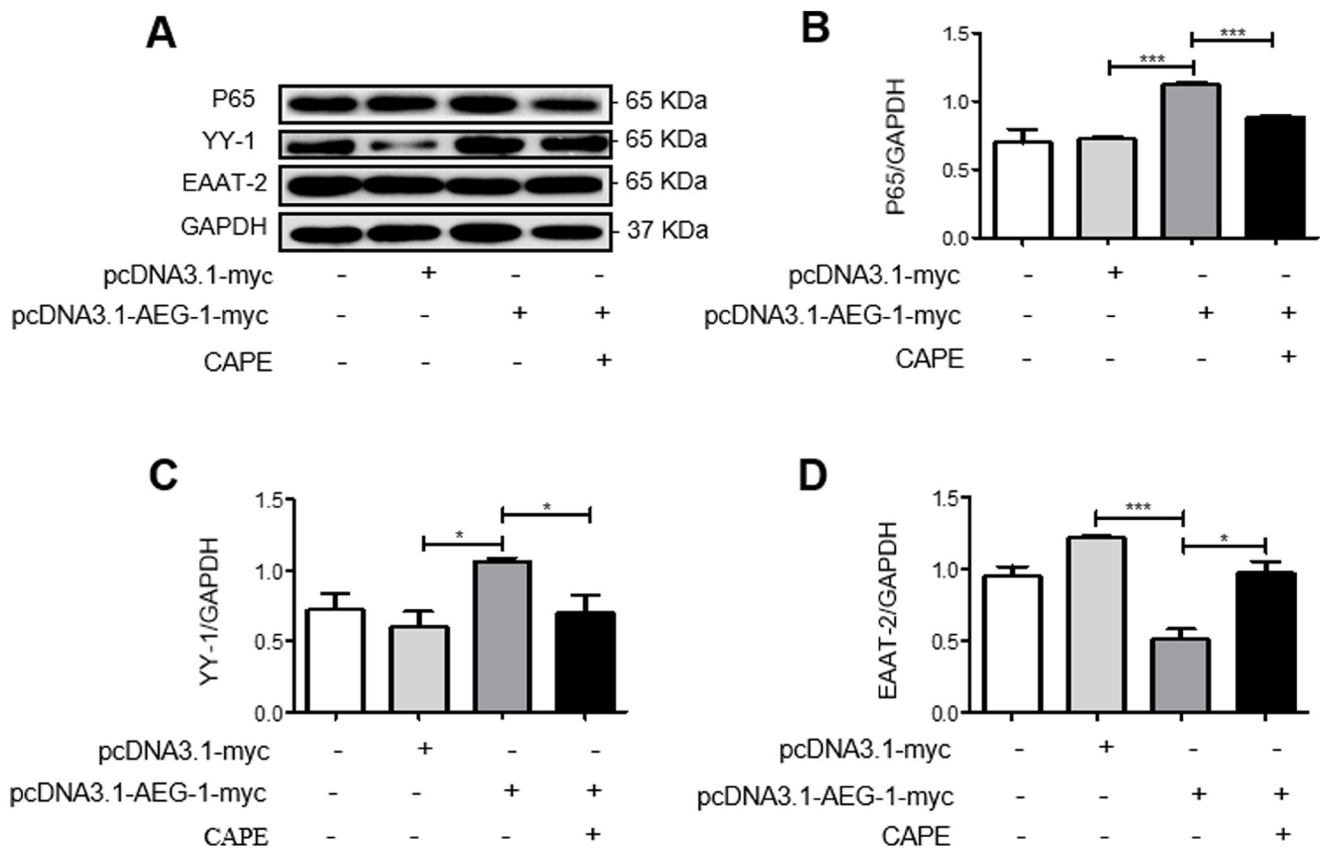 A
P65 65 KDa
YY-1 65 KDa
EAAT-2 65 KDa
GAPDH 37 KDa
pcDNA3.1-myc - + - -
pcDNA3.1-AEG-1-myc - - + +
CAPE - - - +
B
P65/GAPDH
1.5
1.0
0.5
0.0
***
***
pcDNA3.1-myc - + - -
pcDNA3.1-AEG-1-myc - - + +
CAPE - - - +
C
YY-1/GAPDH
1.5
1.0
0.5
0.0
*
*
pcDNA3.1-myc - + - -
pcDNA3.1-AEG-1-myc - - + +
CAPE - - - +
D
EAAT-2/GAPDH
1.5
1.0
0.5
0.0
***
*
pcDNA3.1-myc - + - -
pcDNA3.1-AEG-1-myc - - + +
CAPE - - - +